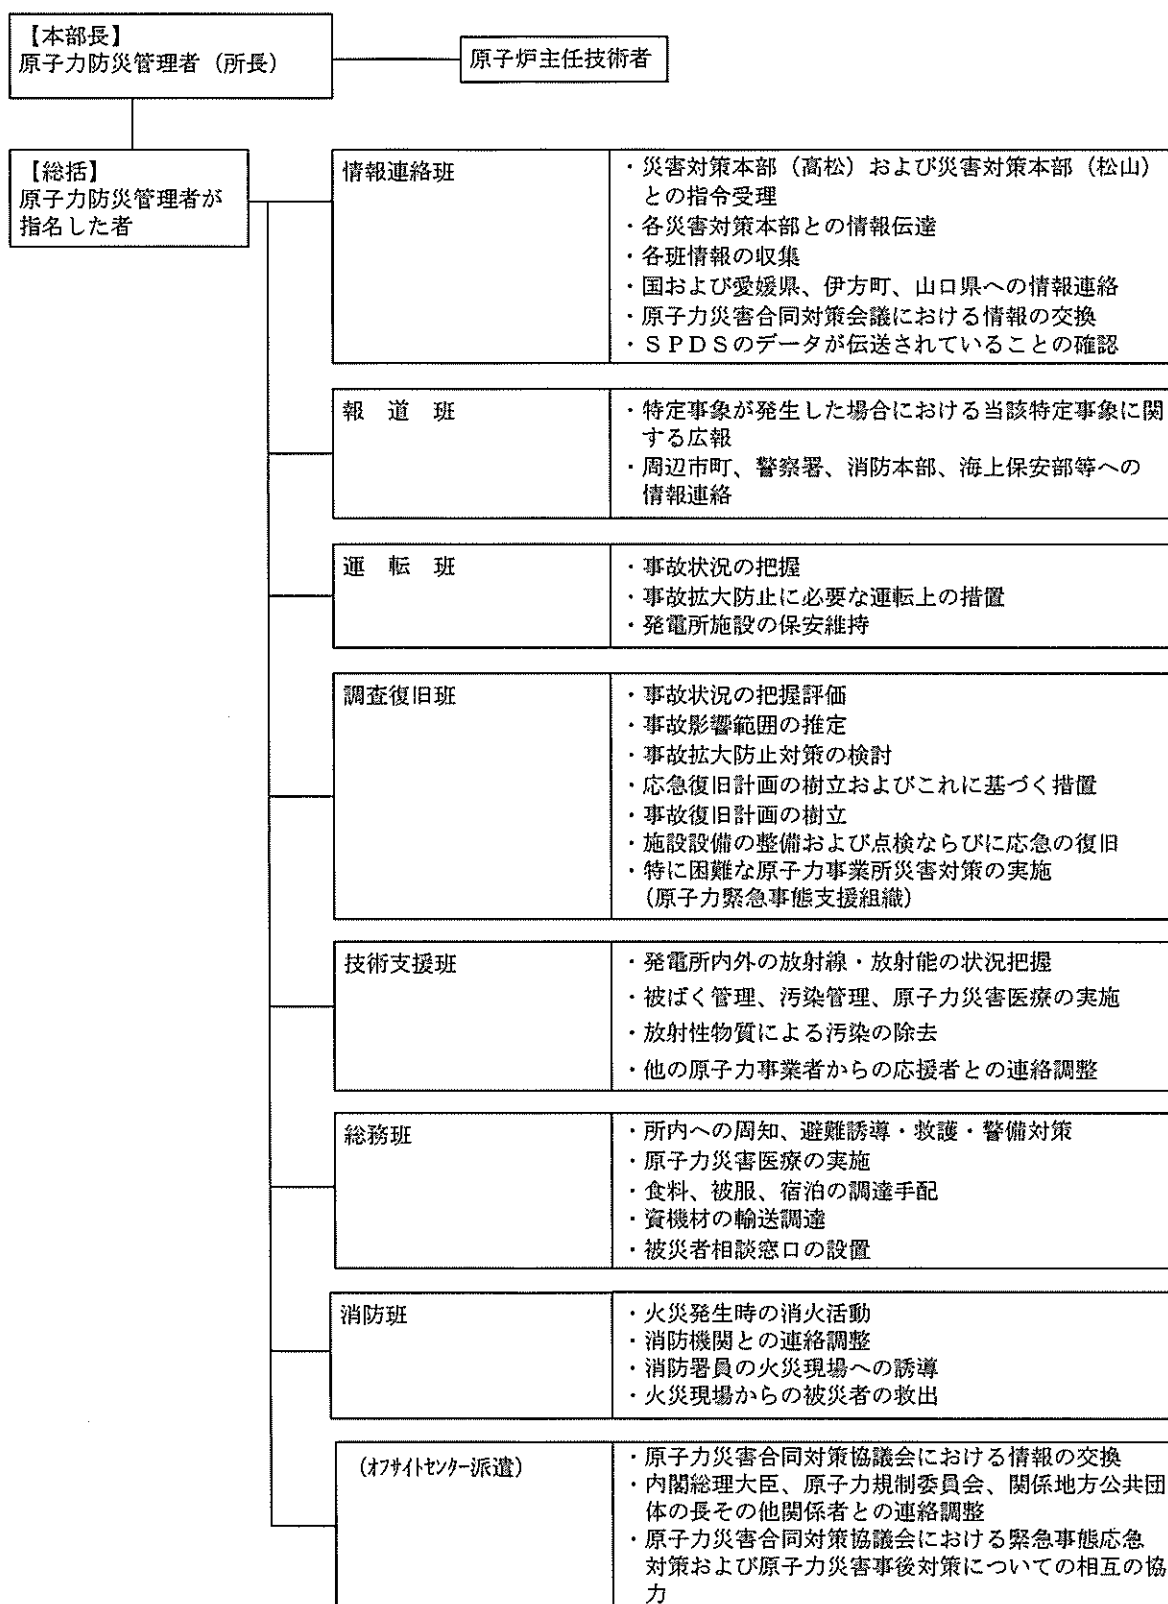 【本部長】
原子力防災管理者（所長）
原子炉主任技術者
【総括】
原子力防災管理者が
指名した者
情報連絡班
・災害対策本部（高松）および災害対策本部（松山）
との指令受理
・各災害対策本部との情報伝達
・各班情報の収集
・国および愛媛県、伊方町、山口県への情報連絡
・原子力災害合同対策会議における情報の交換
・ＳＰＤＳのデータが伝送されていることの確認
報　道　班
・特定事象が発生した場合における当該特定事象に関
する広報
・周辺市町、警察署、消防本部、海上保安部等への
情報連絡
運　転　班
・事故状況の把握
・事故拡大防止に必要な運転上の措置
・発電所施設の保安維持
調査復旧班
・事故状況の把握評価
・事故影響範囲の推定
・事故拡大防止対策の検討
・応急復旧計画の樹立およびこれに基づく措置
・事故復旧計画の樹立
・施設設備の整備および点検ならびに応急の復旧
・特に困難な原子力事業所災害対策の実施
（原子力緊急事態支援組織）
技術支援班
・発電所内外の放射線・放射能の状況把握
・被ばく管理、汚染管理、原子力災害医療の実施
・放射性物質による汚染の除去
・他の原子力事業者からの応援者との連絡調整
総務班
・所内への周知、避難誘導・救護・警備対策
・原子力災害医療の実施
・食料、被服、宿泊の調達手配
・資機材の輸送調達
・被災者相談窓口の設置
消防班
・火災発生時の消火活動
・消防機関との連絡調整
・消防署員の火災現場への誘導
・火災現場からの被災者の救出
（ｵﾌｻｲﾄｾﾝﾀｰ派遣）
・原子力災害合同対策協議会における情報の交換
・内閣総理大臣、原子力規制委員会、関係地方公共団
体の長その他関係者との連絡調整
・原子力災害合同対策協議会における緊急事態応急
対策および原子力災害事後対策についての相互の協
力